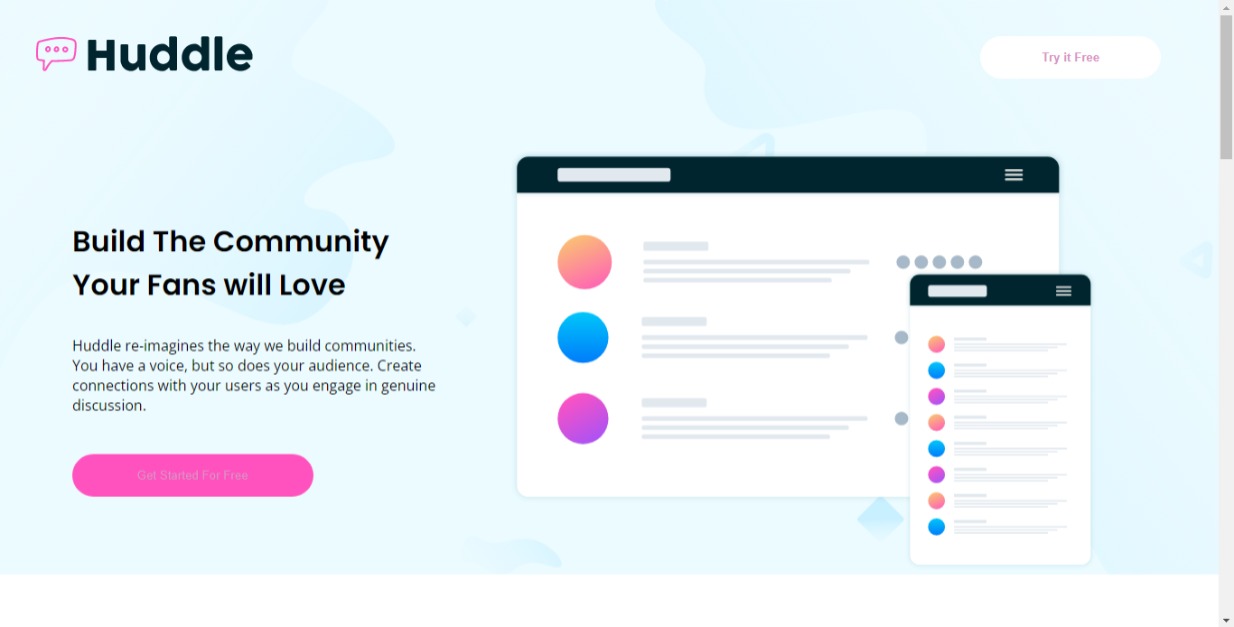 Huddle
Try it Free
Build The Community
Your Fans will Love
Huddle re-imagines the way we build communities.
You have a voice, but so does your audience. Create
connections with your users as you engage in genuine
discussion.
Get Started For Free